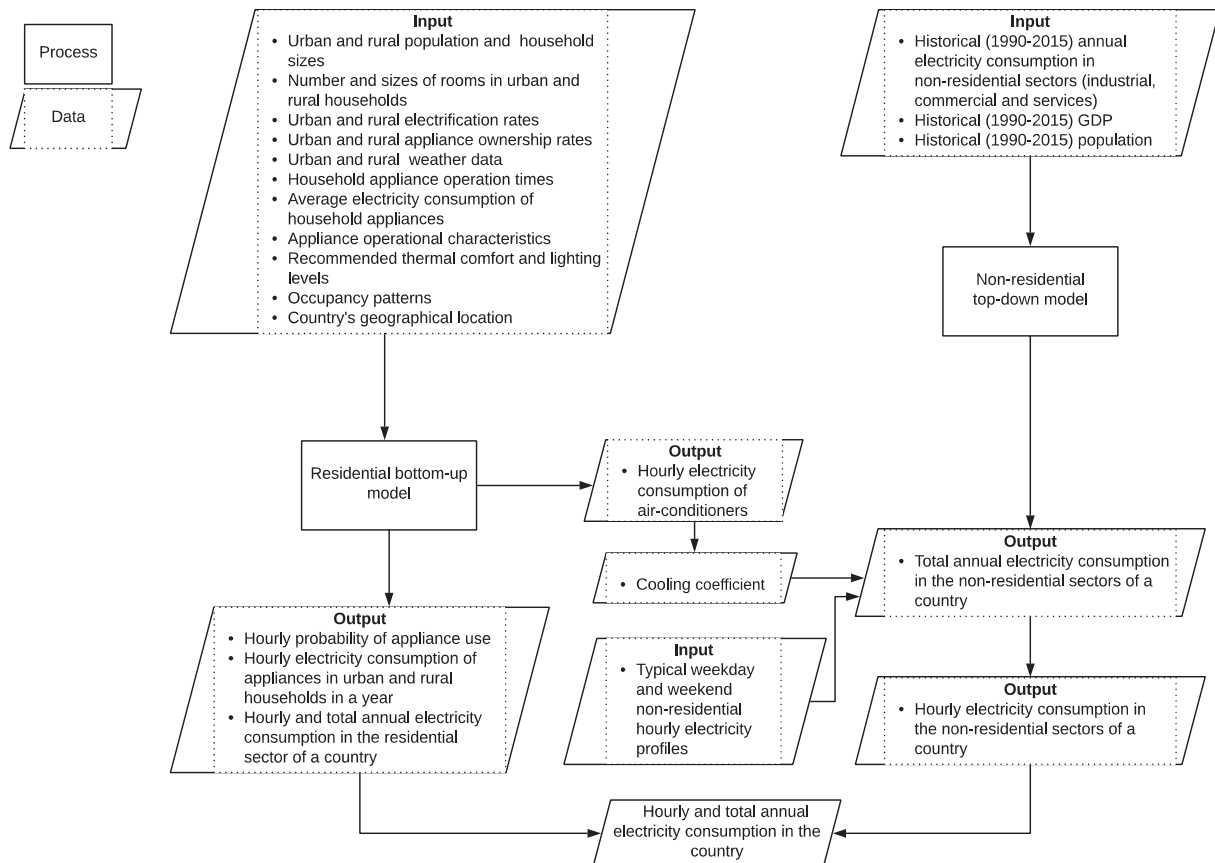 Process
Data
Input
• Urban and rural population and household
sizes
• Number and sizes of rooms in urban and
rural households
• Urban and rural electrification rates
• Urban and rural appliance ownership rates
• Urban and rural weather data
• Household appliance operation times
• Average electricity consumption of
household appliances
• Appliance operational characteristics
• Recommended thermal comfort and lighting
levels
• Occupancy patterns
• Country's geographical location
Input
• Historical (1990-2015) annual
electricity consumption in
non-residential sectors (industrial,
commercial and services)
• Historical (1990-2015) GDP
• Historical (1990-2015) population
Non-residential
top-down model
Residential bottom-up
model
Output
• Hourly electricity
consumption of
air-conditioners
• Cooling coefficient
Output
• Total annual electricity consumption
in the non-residential sectors of a
country
Output
• Hourly probability of appliance use
• Hourly electricity consumption of
appliances in urban and rural
households in a year
• Hourly and total annual electricity
consumption in the residential
sector of a country
Input
• Typical weekday
and weekend
non-residential
hourly electricity
profiles
Output
• Hourly electricity consumption in
the non-residential sectors of a
country
Hourly and total annual
electricity consumption in the
country